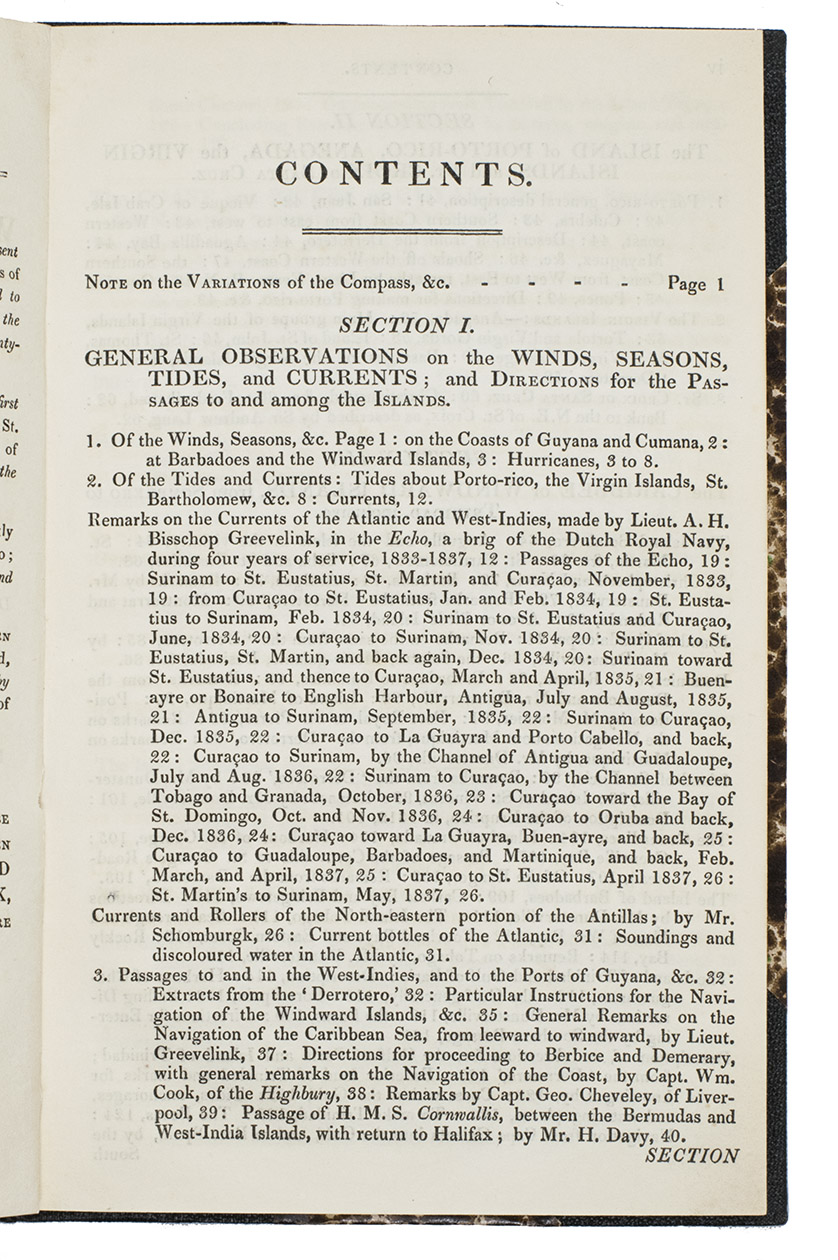 CONTENTS.
NOTE on the VARIATIONS of the Compass, &c. - - - - Page 1
SECTION I.
GENERAL OBSERVATIONS on the WINDS, SEASONS,
TIDES, and CURRENTS; and DIRECTIONS for the PAS-
SAGES to and among the ISLANDS.
1. Of the Winds, Seasons, &c. Page 1 : on the Coasts of Guyana and Cumana, 2 :
at Barbadoes and the Windward Islands, 3 : Hurricanes, 3 to 8.
2. Of the Tides and Currents: Tides about Porto-rico, the Virgin Islands, St.
Bartholomew, &c. 8 : Currents, 12.
Remarks on the Currents of the Atlantic and West-Indies, made by Lieut. A. H.
Bisschop Greevelink, in the Echo, a brig of the Dutch Royal Navy,
during four years of service, 1833-1837, 12 : Passages of the Echo, 19 :
Surinam to St. Eustatius, St. Martin, and Curaçao, November, 1833,
19 : from Curaçao to St. Eustatius, Jan. and Feb. 1834, 19 : St. Eusta-
tius to Surinam, Feb. 1834, 20 : Surinam to St. Eustatius and Curaçao,
June, 1834, 20 : Curaçao to Surinam, Nov. 1834, 20 : Surinam to St.
Eustatius, St. Martin, and back again, Dec. 1834, 20: Surinam toward
St. Eustatius, and thence to Curaçao, March and April, 1835, 21 : Buen-
ayre or Bonaire to English Harbour, Antigua, July and August, 1835,
21 : Antigua to Surinam, September, 1835, 22 : Surinam to Curaçao,
Dec. 1835, 22 : Curaçao to La Guayra and Porto Cabello, and back,
22 : Curaçao to Surinam, by the Channel of Antigua and Guadaloupe,
July and Aug. 1836, 22 : Surinam to Curaçao, by the Channel between
Tobago and Granada, October, 1836, 23 : Curaçao toward the Bay of
St. Domingo, Oct. and Nov. 1836, 24 : Curaçao to Oruba and back,
Dec. 1836, 24: Curaçao toward La Guayra, Buen-ayre, and back, 25 :
Curaçao to Guadaloupe, Barbadoes, and Martinique, and back, Feb.
March, and April, 1837, 25 : Curaçao to St. Eustatius, April 1837, 26 :
St. Martin's to Surinam, May, 1837, 26.
Currents and Rollers of the North-eastern portion of the Antillas; by Mr.
Schomburgk, 26 : Current bottles of the Atlantic, 31 : Soundings and
discoloured water in the Atlantic, 31.
3. Passages to and in the West-Indies, and to the Ports of Guyana, &c. 32 :
Extracts from the ‘Derrotero,’ 32 : Particular Instructions for the Navi-
gation of the Windward Islands, &c. 35 : General Remarks on the
Navigation of the Caribbean Sea, from leeward to windward, by Lieut.
Greevelink, 37 : Directions for proceeding to Berbice and Demerary,
with general remarks on the Navigation of the Coast, by Capt. Wm.
Cook, of the Highbury, 38 : Remarks by Capt. Geo. Cheveley, of Liver-
pool, 39 : Passage of H. M. S. Cornwallis, between the Bermudas and
West-India Islands, with return to Halifax ; by Mr. H. Davy, 40.
SECTION